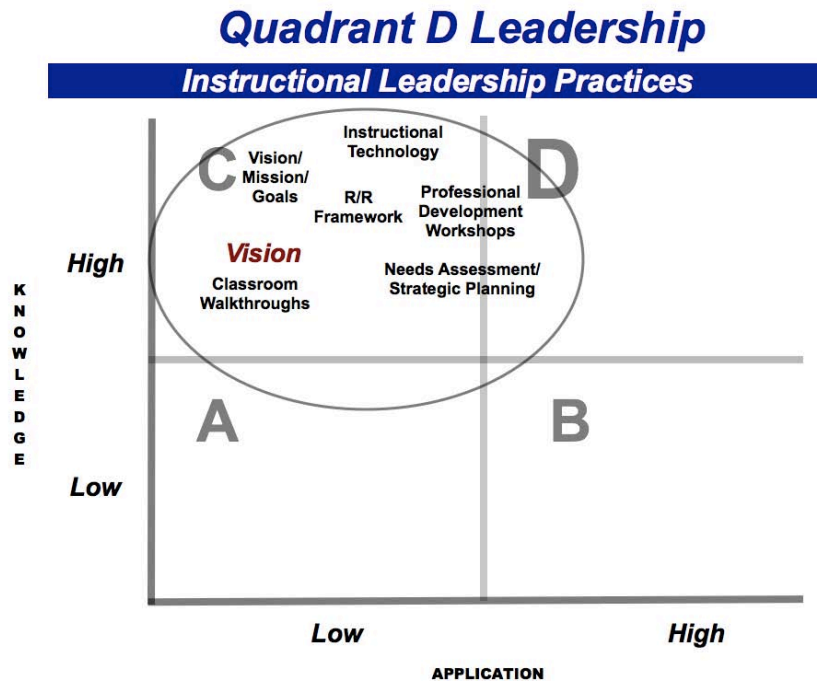 Quadrant D Leadership
Instructional Leadership Practices
C
Vision/
Mission/
Goals
Instructional
Technology
R/R
Framework
Professional
Development
Workshops
D
Vision
Classroom
Walkthroughs
Needs Assessment/
Strategic Planning
High
KNOWLEDGE
A
B
Low
Low
High
APPLICATION